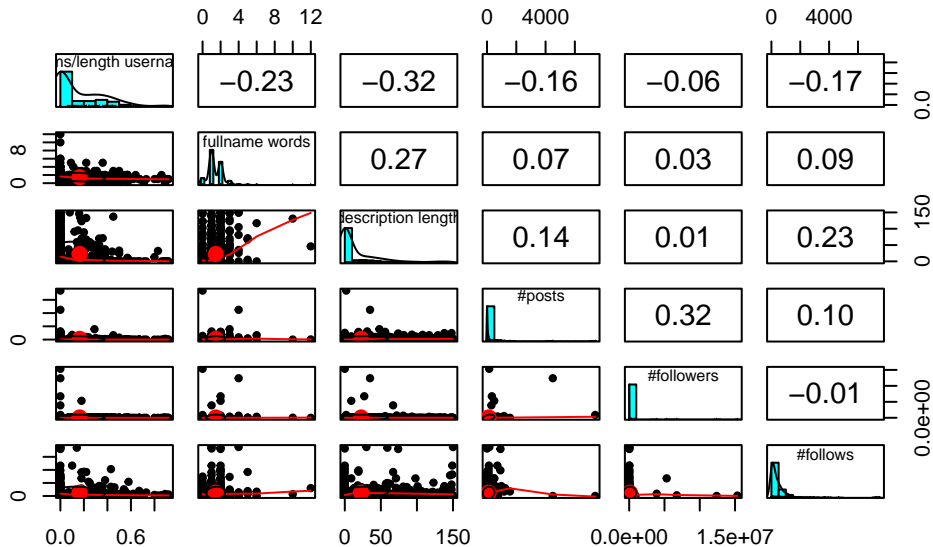 0 4 8 12 0 4000 0 4000
ns/length userna −0.23 −0.32 −0.16 −0.06 −0.17 0.0
0 8 fullname words 0.27 0.07 0.03 0.09
description length 0.14 0.01 0.23 0 150
0 #posts 0.32 0.10
#followers −0.01 0.0e+00
0 #follows
0.0 0.6 0 50 150 0.0e+00 1.5e+07